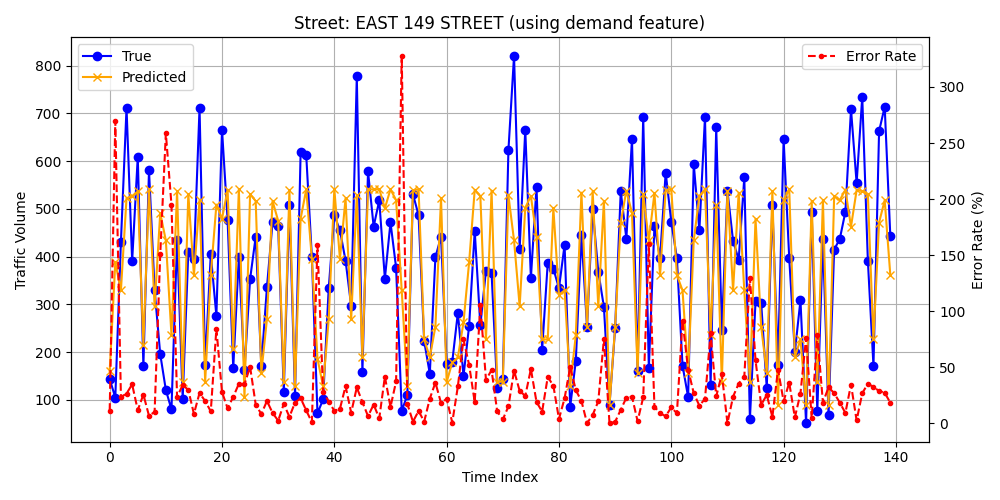 Street: EAST 149 STREET (using demand feature)
True
Predicted
Error Rate
Traffic Volume
800
700
600
500
400
300
200
100
300
250
200
150
100
50
0
Error Rate (%)
0 20 40 60 80 100 120 140
Time Index